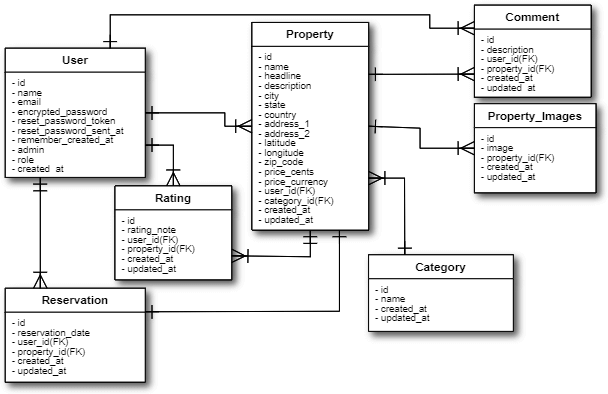 User
- id
- name
- email
- encrypted_password
- reset_password_token
- reset_password_sent_at
- remember_created_at
- admin
- role
- created_at
Property
- id
- name
- headline
- description
- city
- state
- country
- address_1
- address_2
- latitude
- longitude
- zip_code
- price_cents
- price_currency
- user_id(FK)
- category_id(FK)
- created_at
- updated_at
Comment
- id
- description
- user_id(FK)
- property_id(FK)
- created_at
- updated_at
Property_Images
- id
- image
- property_id(FK)
- created_at
- updated_at
Rating
- id
- rating_note
- user_id(FK)
- property_id(FK)
- created_at
- updated_at
Category
- id
- name
- created_at
- updated_at
Reservation
- id
- reservation_date
- user_id(FK)
- property_id(FK)
- created_at
- updated_at